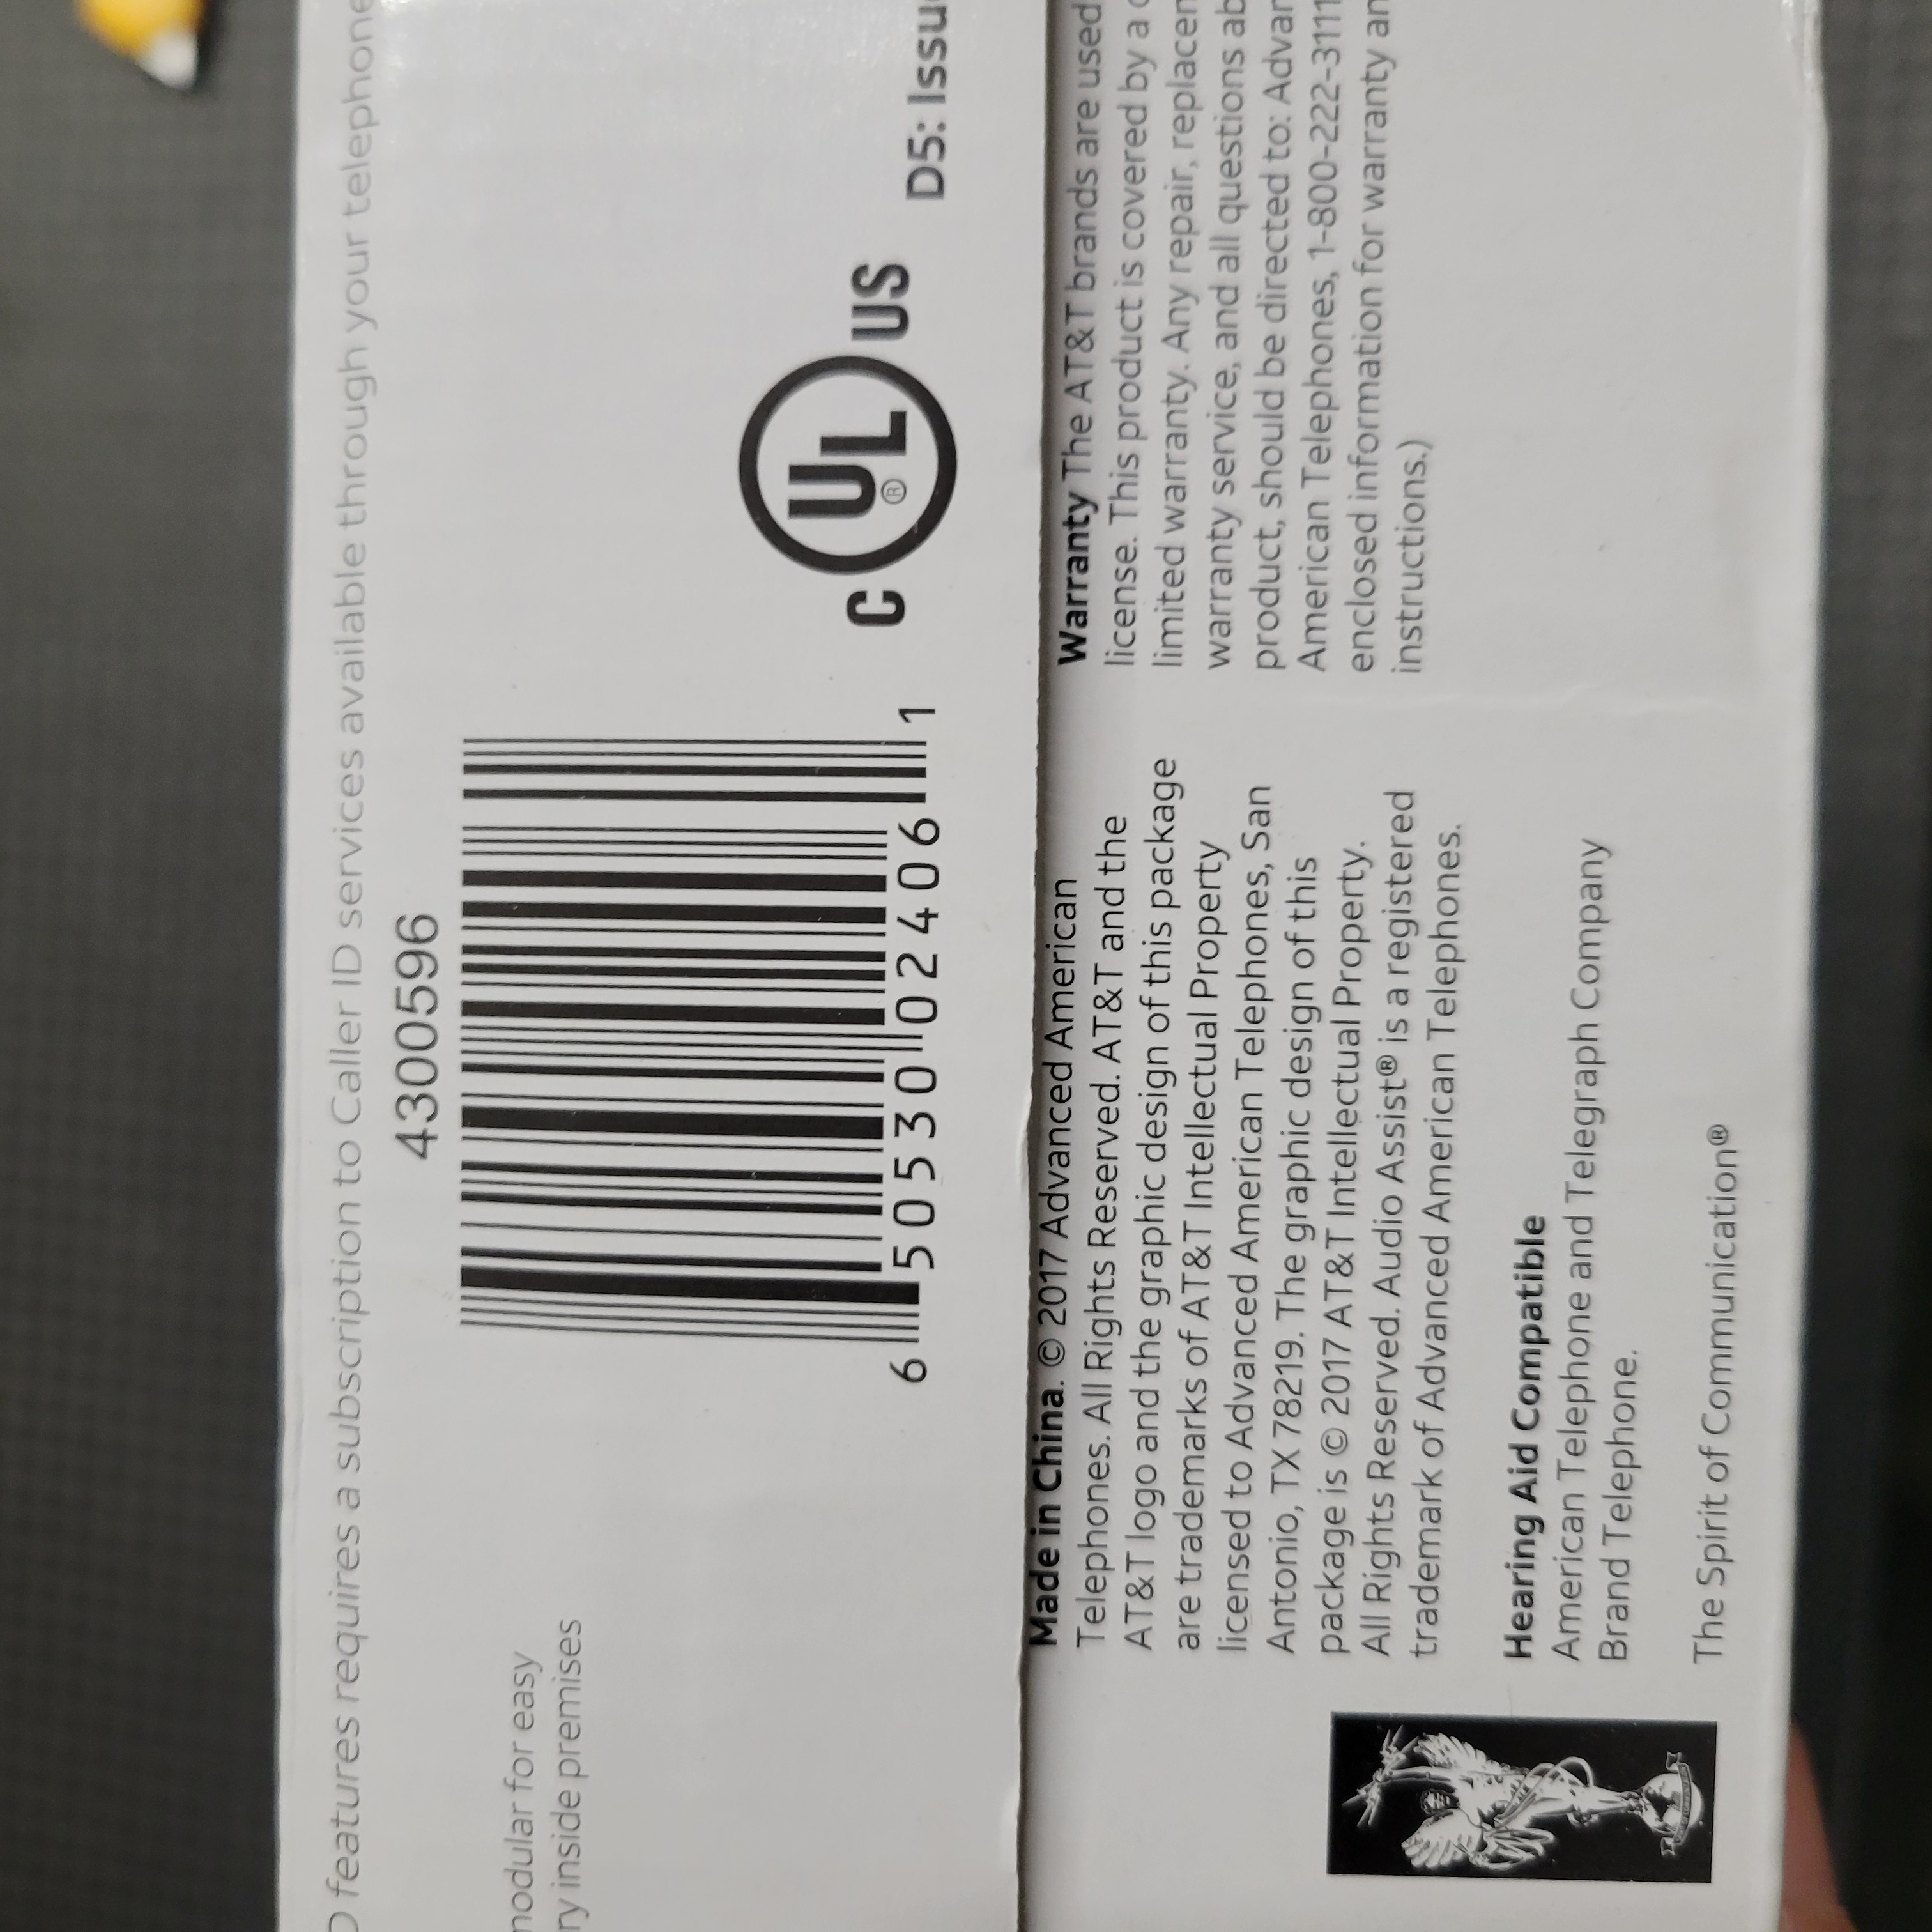 features requires a subscription to Caller ID services available through your telephone
for easy
inside premises
4300596
6 50530 02406 1
C UL® US
D5:
Made in China. © 2017 Advanced American
Telephones. All Rights Reserved. AT&T and the
AT&T logo and the graphic design of this package
are trademarks of AT&T Intellectual Property
licensed to Advanced American Telephones, San
Antonio, TX 78219. The graphic design of this
package is © 2017 AT&T Intellectual Property.
All Rights Reserved. Audio Assist® is a registered
trademark of Advanced American Telephones.
Hearing Aid Compatible
American Telephone and Telegraph Company
Brand Telephone.
The Spirit of Communication®
Warranty The AT&T brands are used
license. This product is covered by a
limited warranty. Any repair,
warranty service, and all questions
product, should be directed to:
American Telephones, 1-800-222-3111
enclosed information for warranty
instructions.)